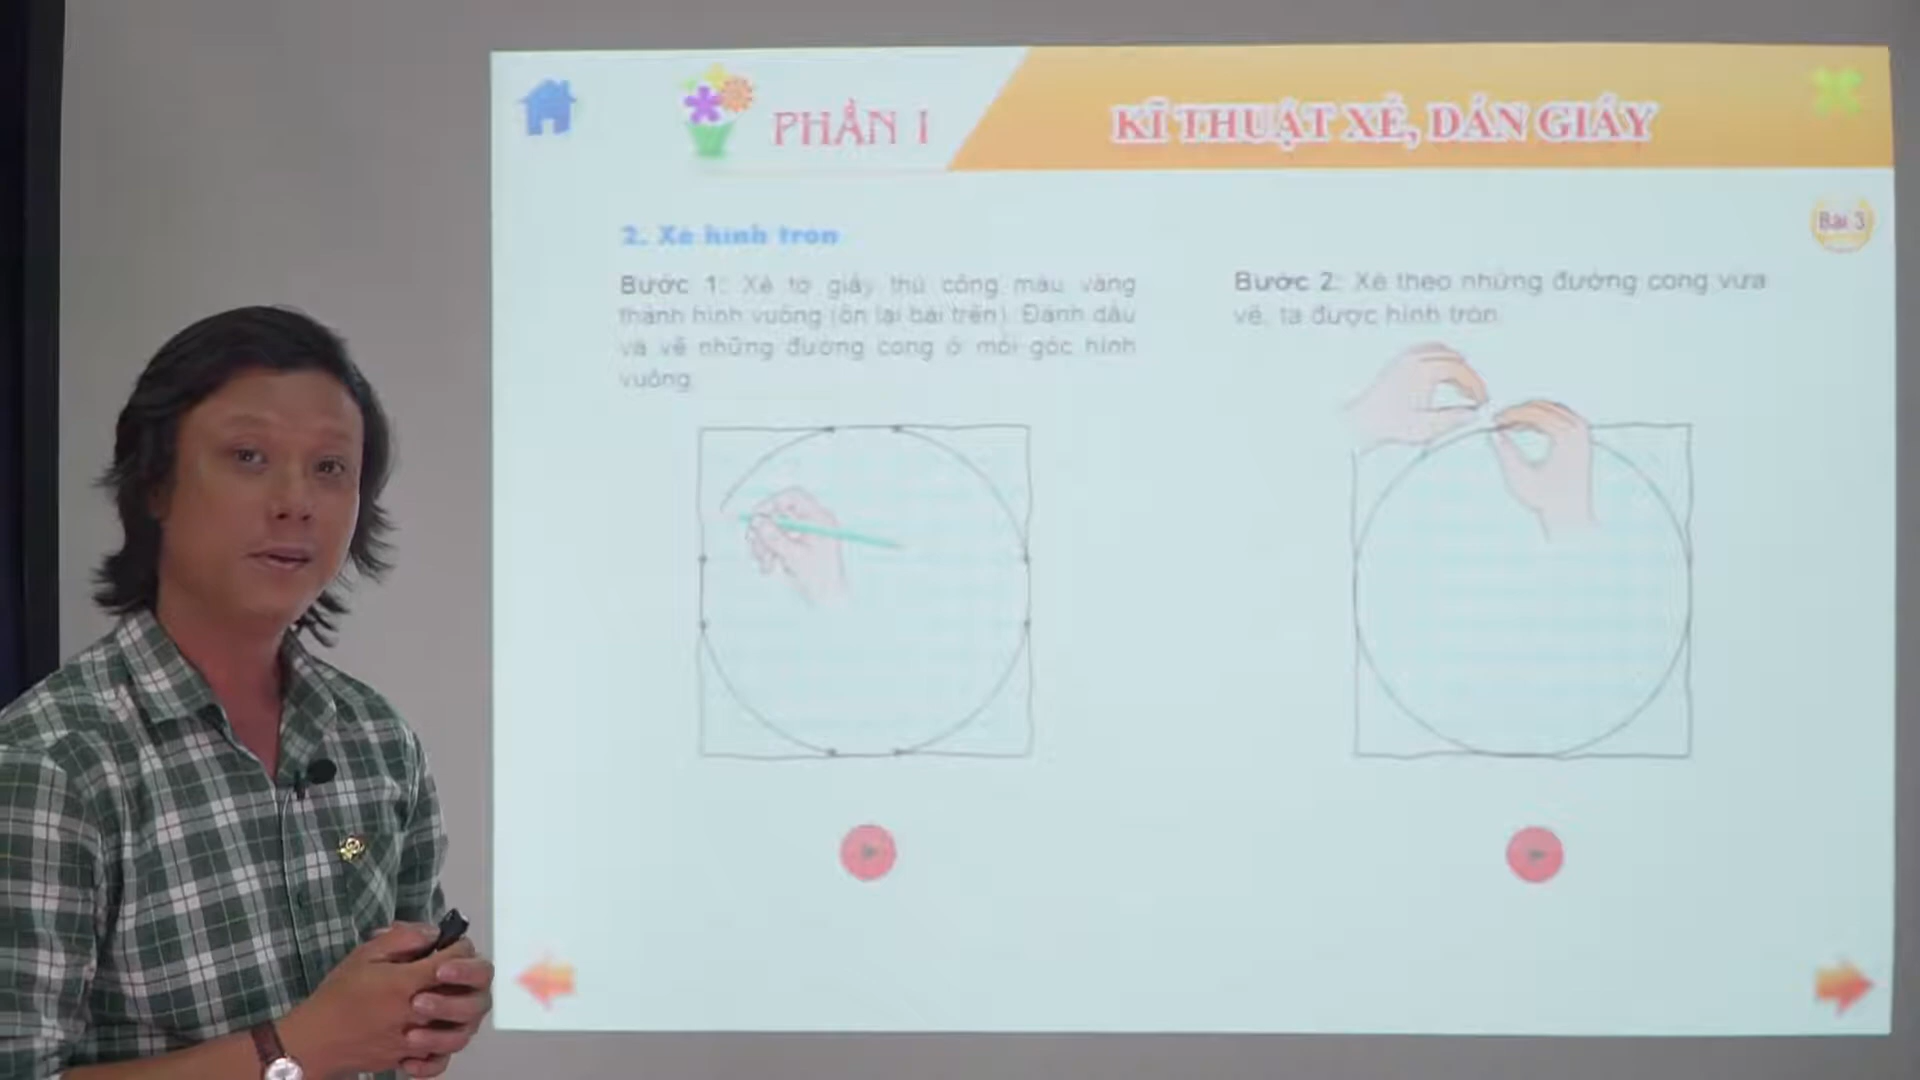 PHẦN I
KĨ THUẬT XÉ, DÁN GIẤY
Bài 3
2. Xé hình tròn
Bước 1: Xé tờ giấy thủ công màu vàng
thành hình vuông (ôn lại bài trên). Đánh dấu
và vẽ những đường cong ở mỗi góc hình
vuông.
Bước 2: Xé theo những đường cong vừa
vẽ, ta được hình tròn.